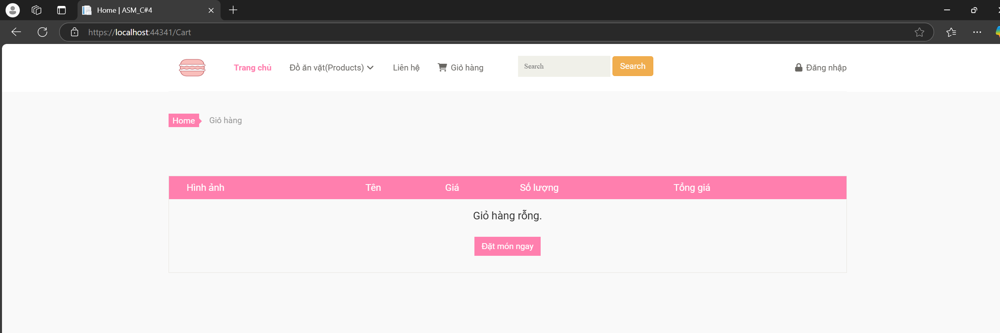 Home | ASM_C#4
https://localhost:44341/Cart
Trang chủ Đồ ăn vặt(Products) Liên hệ Giỏ hàng Search Search Đăng nhập
Home Giỏ hàng
Hình ảnh Tên Giá Số lượng Tổng giá
Giỏ hàng rỗng.
Đặt món ngay